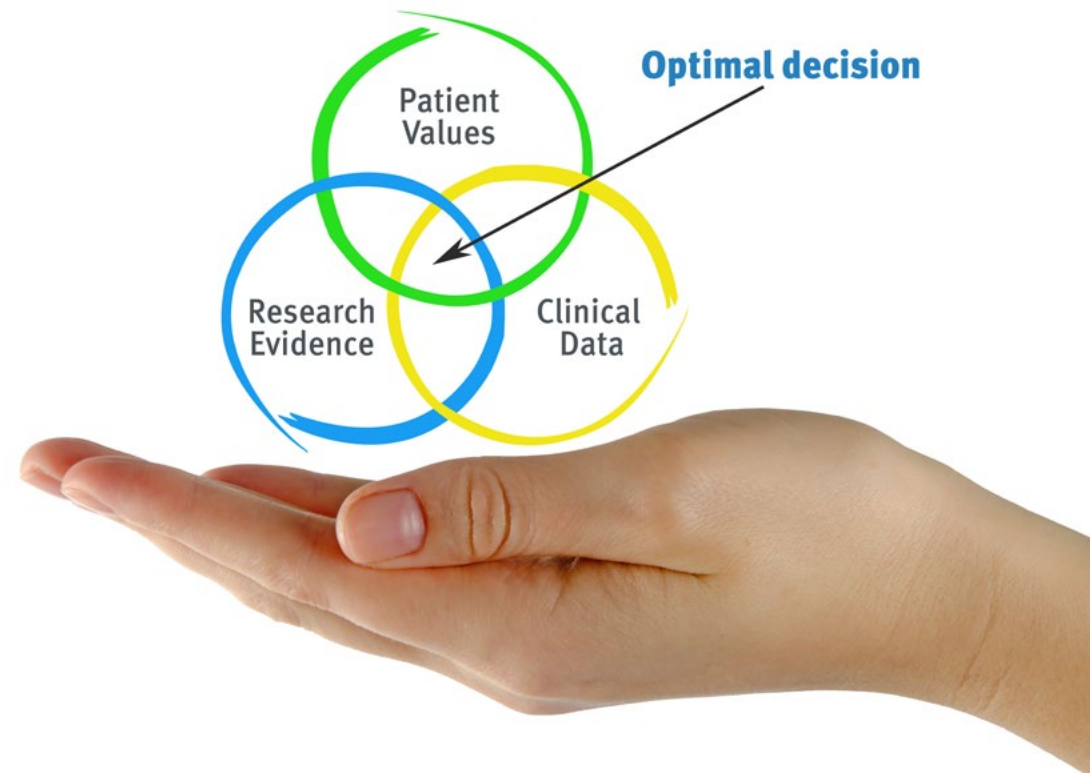 Optimal decision
Patient
Values
Research
Evidence
Clinical
Data